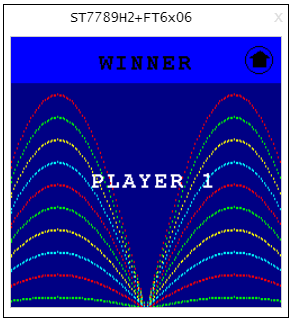 ST7789H2+FT6x06 X
WINNER
PLAYER 1